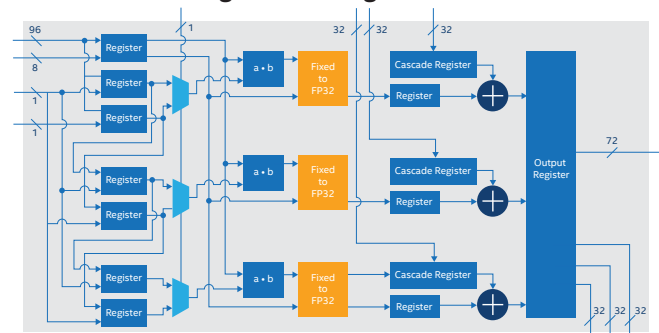 96
8
1
1
1
32
32
32
Register
Register
Register
a • b
Fixed
to
FP32
Cascade Register
Register
Register
Register
a • b
Fixed
to
FP32
Cascade Register
Register
Output
Register
72
Register
Register
a • b
Fixed
to
FP32
Cascade Register
Register
32
32
32